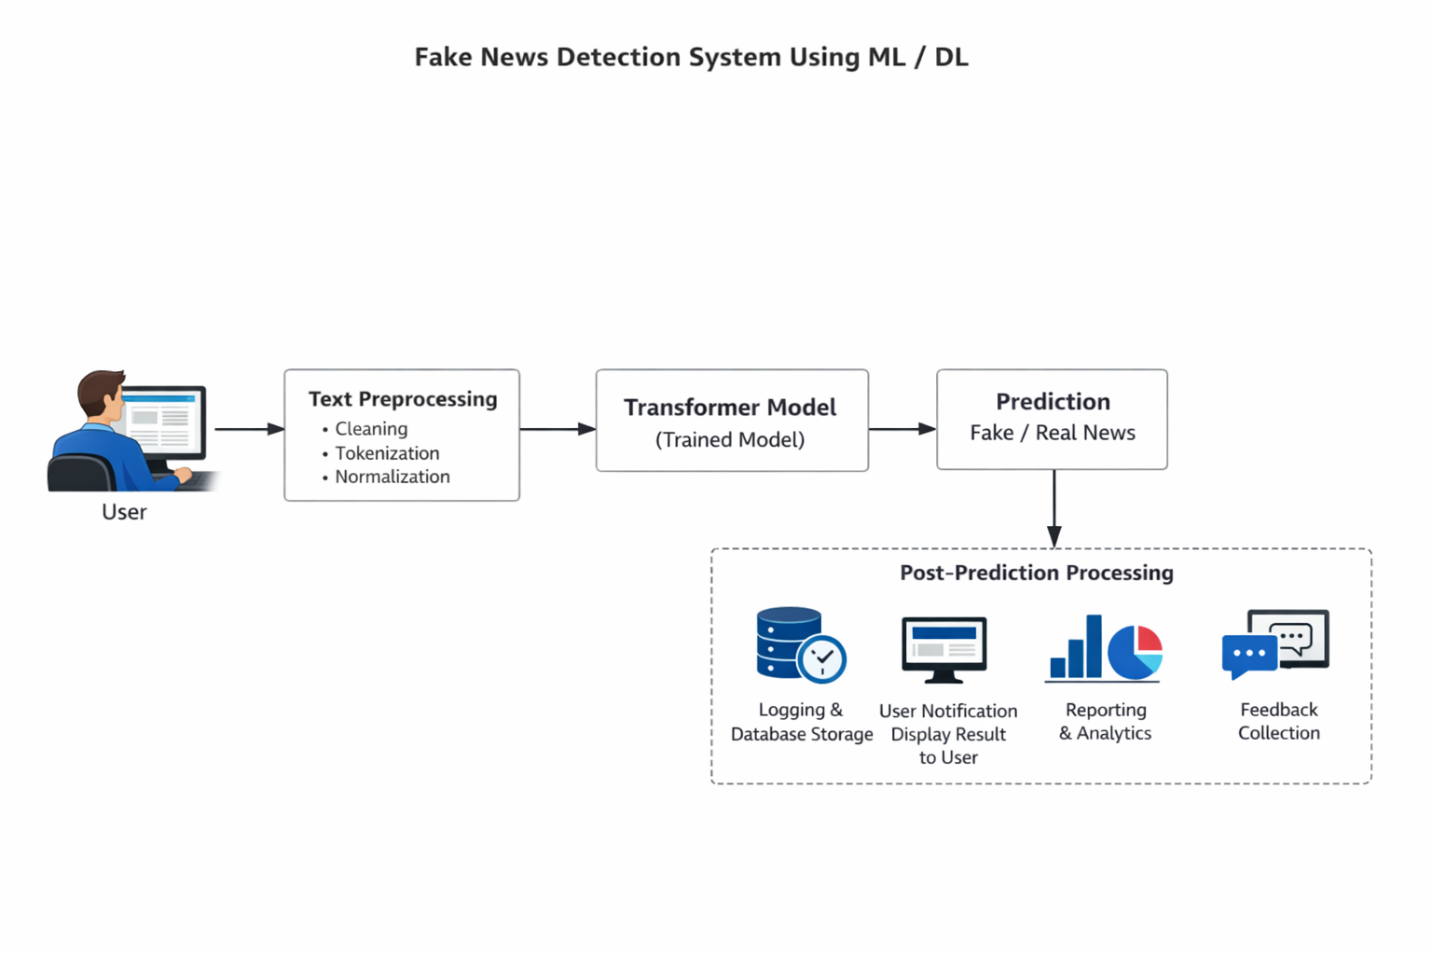 Fake News Detection System Using ML / DL
User
Text Preprocessing
• Cleaning
• Tokenization
• Normalization
Transformer Model
(Trained Model)
Prediction
Fake / Real News
Post-Prediction Processing
Logging &
Database Storage
User Notification
Display Result
to User
Reporting
& Analytics
Feedback
Collection